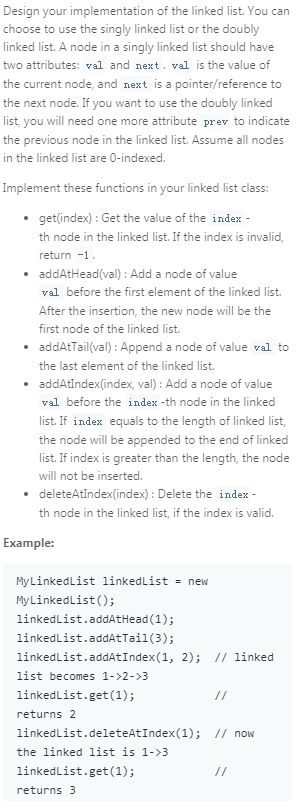 Design your implementation of the linked list. You can
choose to use the singly linked list or the doubly
linked list. A node in a singly linked list should have
two attributes: val and next. val is the value of
the current node, and next is a pointer/reference to
the next node. If you want to use the doubly linked
list, you will need one more attribute prev to indicate
the previous node in the linked list. Assume all nodes
in the linked list are 0-indexed.
Implement these functions in your linked list class:
• get(index) : Get the value of the index -
th node in the linked list. If the index is invalid,
return -1.
• addAtHead(val) : Add a node of value
val before the first element of the linked list.
After the insertion, the new node will be the
first node of the linked list.
• addAtTail(val) : Append a node of value val to
the last element of the linked list.
• addAtIndex(index, val) : Add a node of value
val before the index -th node in the linked
list. If index equals to the length of linked list,
the node will be appended to the end of linked
list. If index is greater than the length, the node
will not be inserted.
• deleteAtIndex(index) : Delete the index -
th node in the linked list, if the index is valid.
Example:
MyLinkedList linkedList = new
MyLinkedList();
linkedList.addAtHead(1);
linkedList.addAtTail(3);
linkedList.addAtIndex(1, 2); // linked
list becomes 1->2->3
linkedList.get(1); //
returns 2
linkedList.deleteAtIndex(1); // now
the linked list is 1->3
linkedList.get(1); //
returns 3